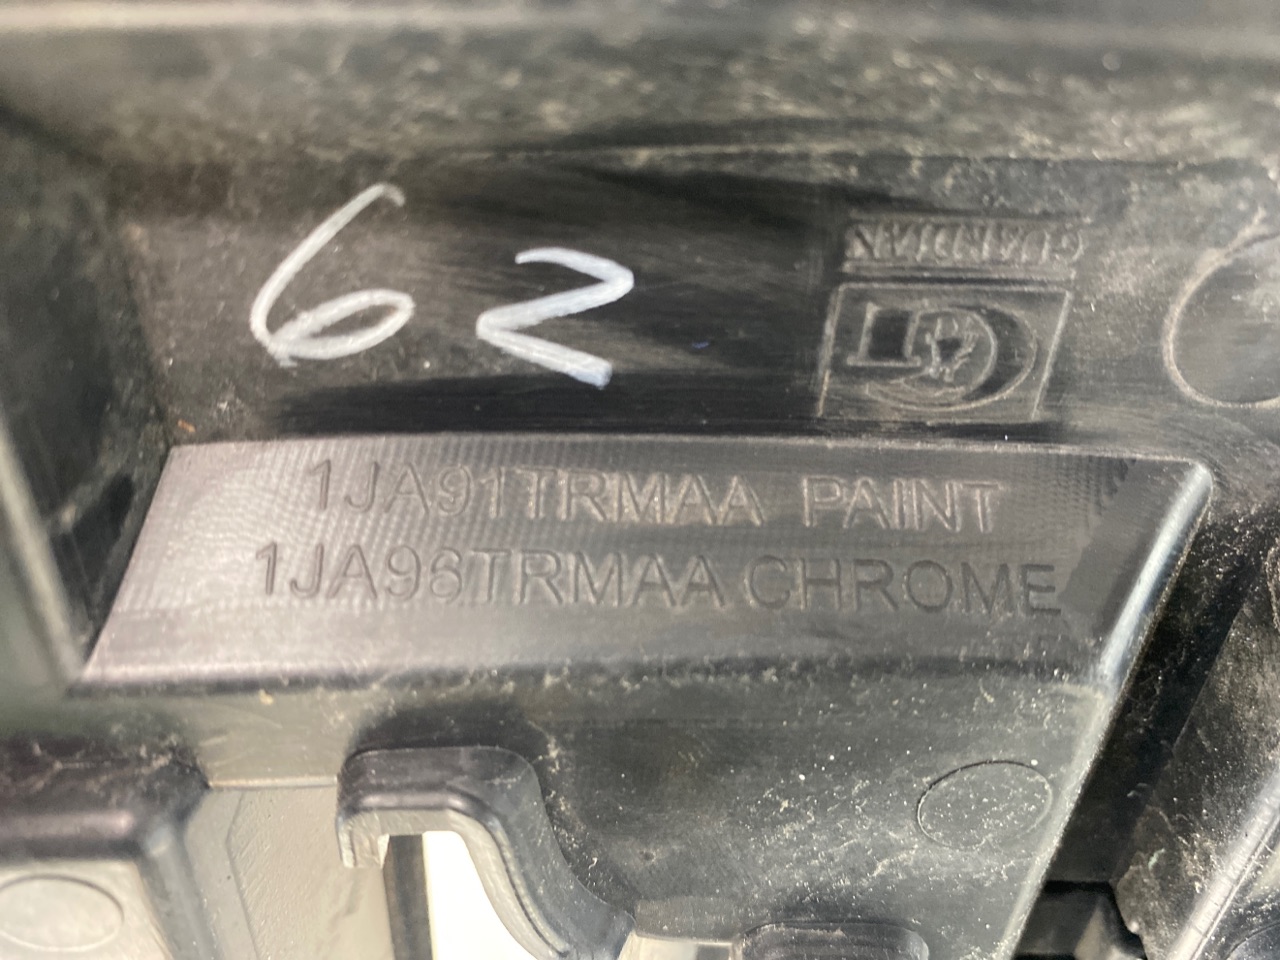 62
GUARDIAN
G
1JA91TRMAA PAINT
1JA96TRMAA CHROME